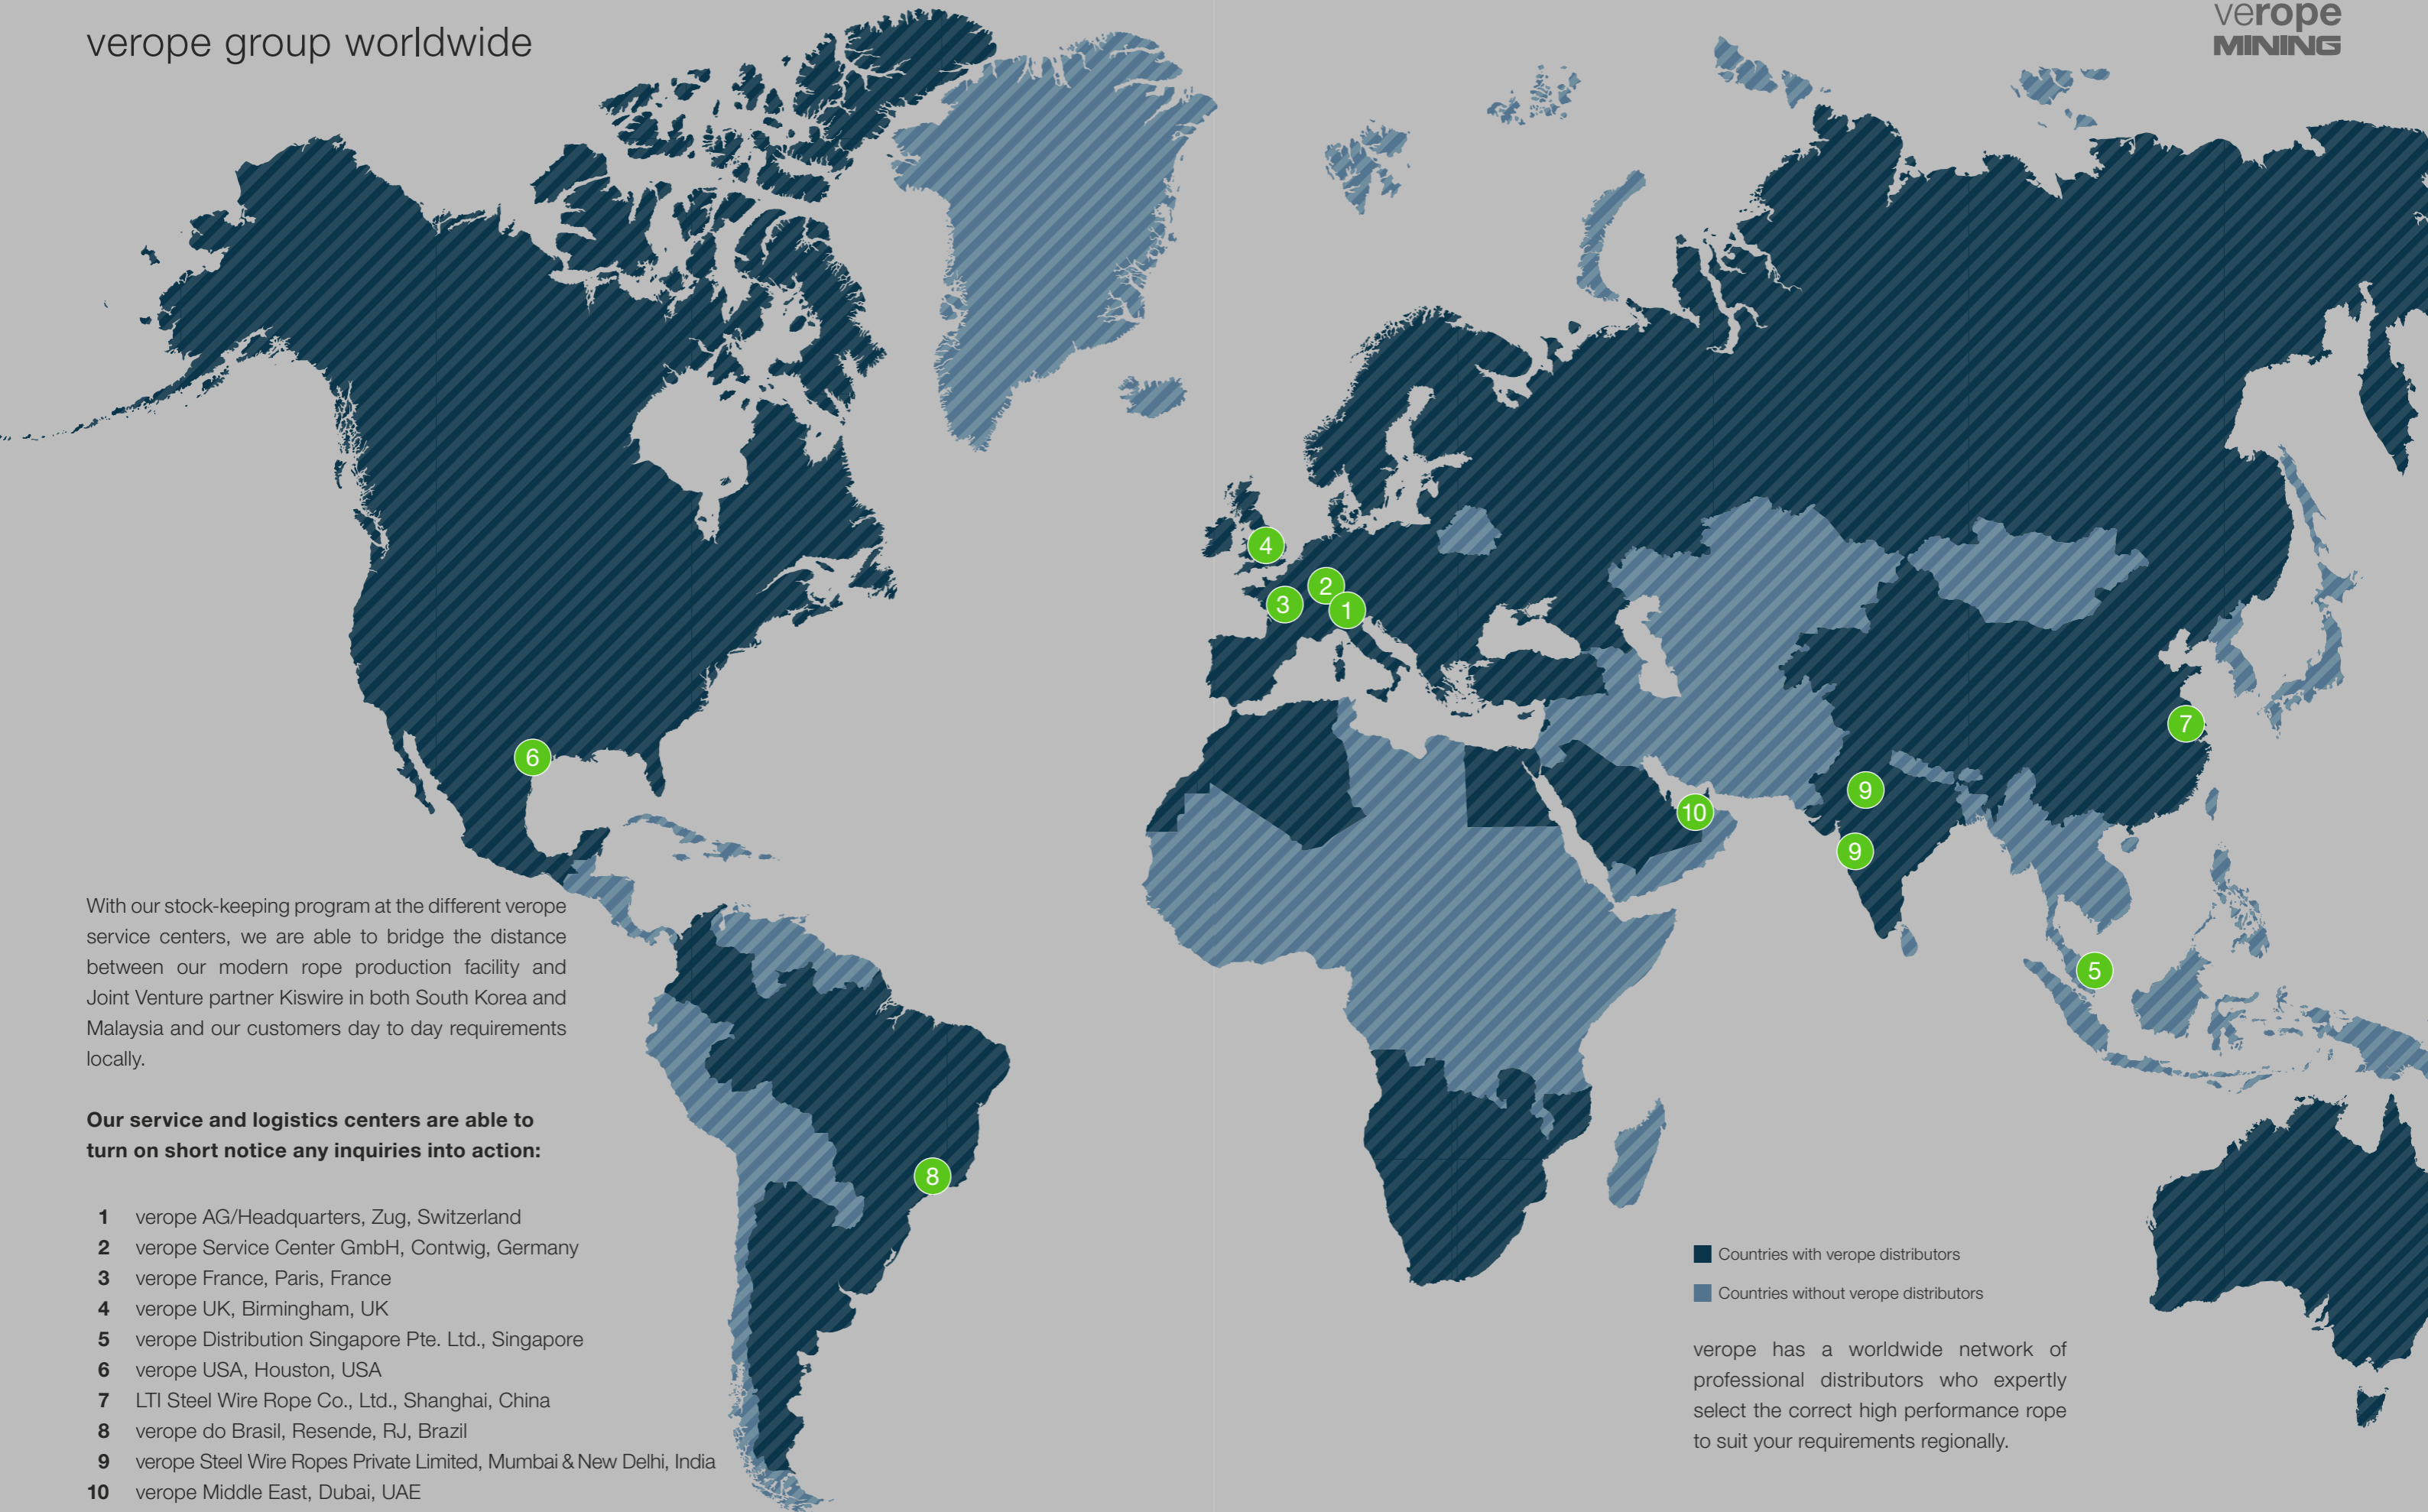 verope group worldwide
verope
MINING
4
2
3
1
6
7
9
10
9
5
8
With our stock-keeping program at the different verope
service centers, we are able to bridge the distance
between our modern rope production facility and
Joint Venture partner Kiswire in both South Korea and
Malaysia and our customers day to day requirements
locally.
Our service and logistics centers are able to
turn on short notice any inquiries into action:
1 verope AG/Headquarters, Zug, Switzerland
2 verope Service Center GmbH, Contwig, Germany
3 verope France, Paris, France
4 verope UK, Birmingham, UK
5 verope Distribution Singapore Pte. Ltd., Singapore
6 verope USA, Houston, USA
7 LTI Steel Wire Rope Co., Ltd., Shanghai, China
8 verope do Brasil, Resende, RJ, Brazil
9 verope Steel Wire Ropes Private Limited, Mumbai & New Delhi, India
10 verope Middle East, Dubai, UAE
Countries with verope distributors
Countries without verope distributors
verope has a worldwide network of
professional distributors who expertly
select the correct high performance rope
to suit your requirements regionally.